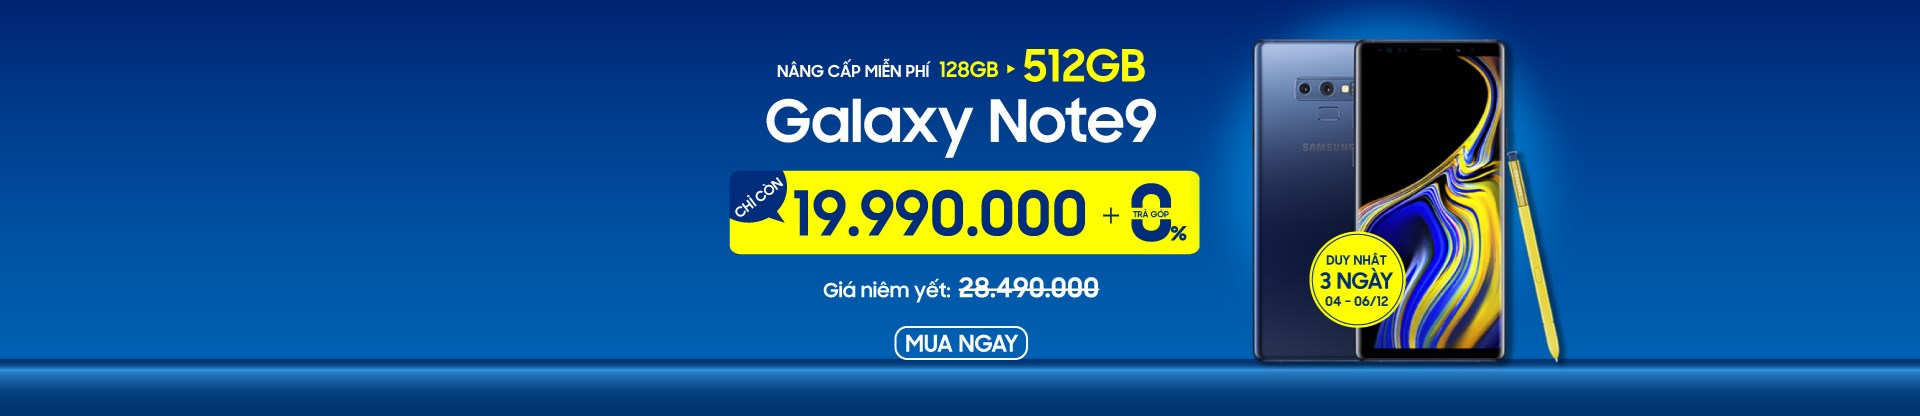 NÂNG CẤP MIỄN PHÍ 128GB ▸ 512GB
Galaxy Note9
CHỈ CÒN
19.990.000 + 0%
TRẢ GÓP
Giá niêm yết: 28.490.000
MUA NGAY
SAMSUNG
DUY NHẤT
3 NGÀY
04 - 06/12